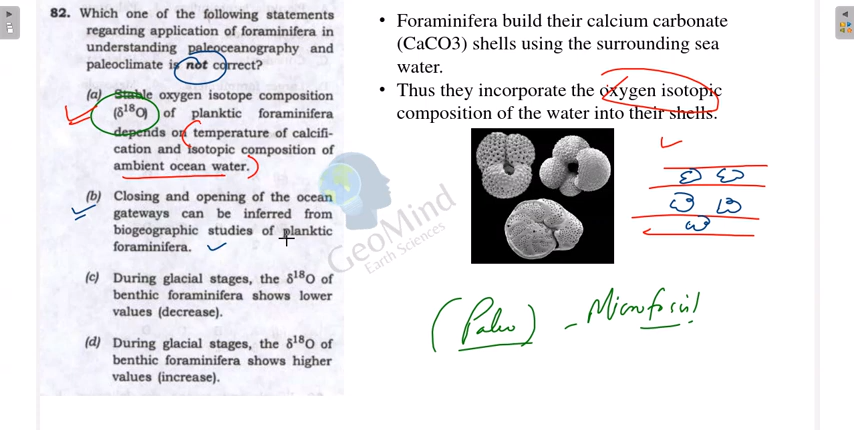 82. Which one of the following statements
regarding application of foraminifera in
understanding paleoceanography and
paleoclimate is not correct?
(a) Stable oxygen isotope composition
(δ¹⁸O) of planktic foraminifera
depends on temperature of calcifi-
cation and isotopic composition of
ambient ocean water.
(b) Closing and opening of the ocean
gateways can be inferred from
biogeographic studies of planktic
foraminifera.
(c) During glacial stages, the δ¹⁸O of
benthic foraminifera shows lower
values (decrease).
(d) During glacial stages, the δ¹⁸O of
benthic foraminifera shows higher
values (increase).
• Foraminifera build their calcium carbonate
(CaCO3) shells using the surrounding sea
water.
• Thus they incorporate the oxygen isotopic
composition of the water into their shells.
GeoMind
Earth Sciences
(Paleo) - Microfossil